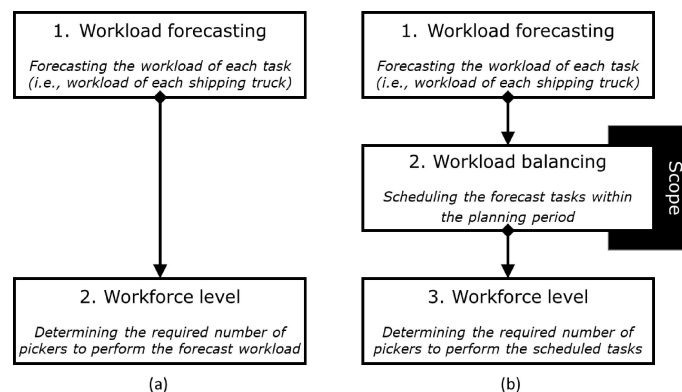 1. Workload forecasting
Forecasting the workload of each task
(i.e., workload of each shipping truck)
2. Workforce level
Determining the required number of
pickers to perform the forecast workload
(a)
1. Workload forecasting
Forecasting the workload of each task
(i.e., workload of each shipping truck)
2. Workload balancing
Scheduling the forecast tasks within
the planning period
Scope
3. Workforce level
Determining the required number of
pickers to perform the scheduled tasks
(b)